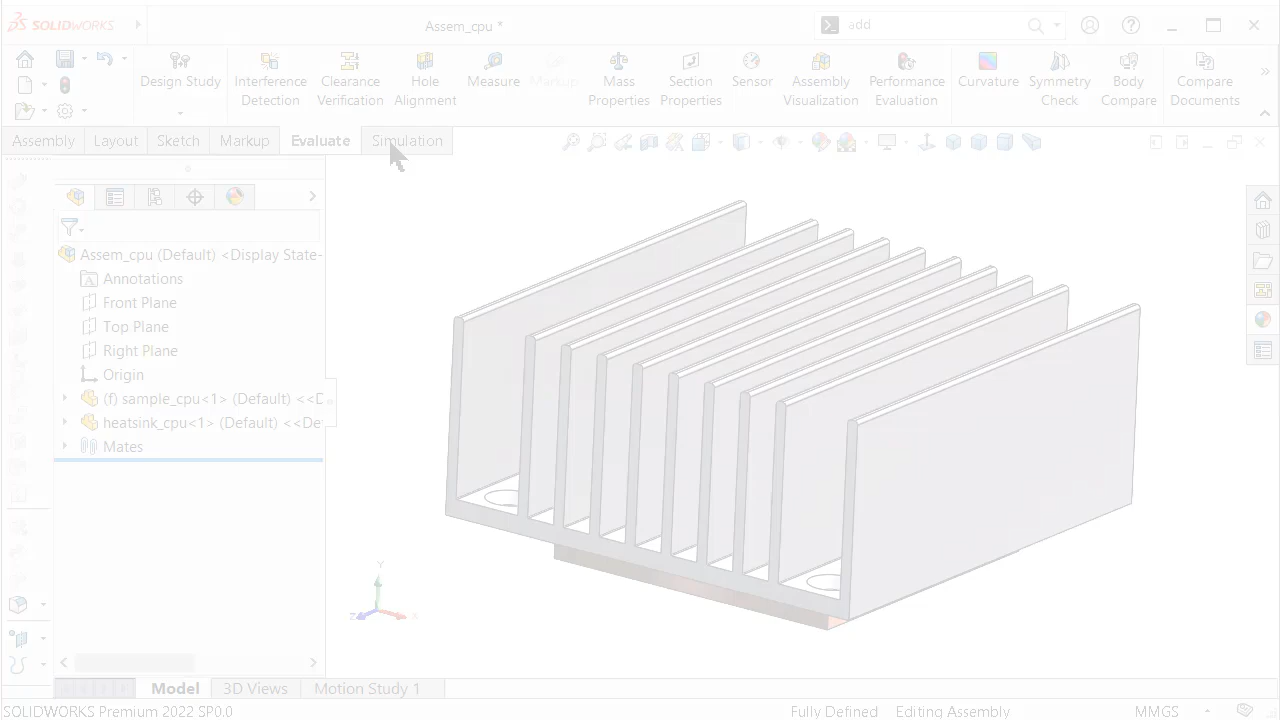 SOLIDWORKS
Assem_cpu *
add
Design Study
Interference Detection
Clearance Verification
Hole Alignment
Measure
Markup
Mass Properties
Section Properties
Sensor
Assembly Visualization
Performance Evaluation
Curvature
Symmetry Check
Body Compare
Compare Documents
Assembly
Layout
Sketch
Markup
Evaluate
Simulation
Assem_cpu (Default) <Display State-
Annotations
Front Plane
Top Plane
Right Plane
Origin
(f) sample_cpu<1> (Default) <<D
heatsink_cpu<1> (Default) <<De
Mates
Y
Z
X
Model
3D Views
Motion Study 1
SOLIDWORKS Premium 2022 SP0.0
Fully Defined
Editing Assembly
MMGS